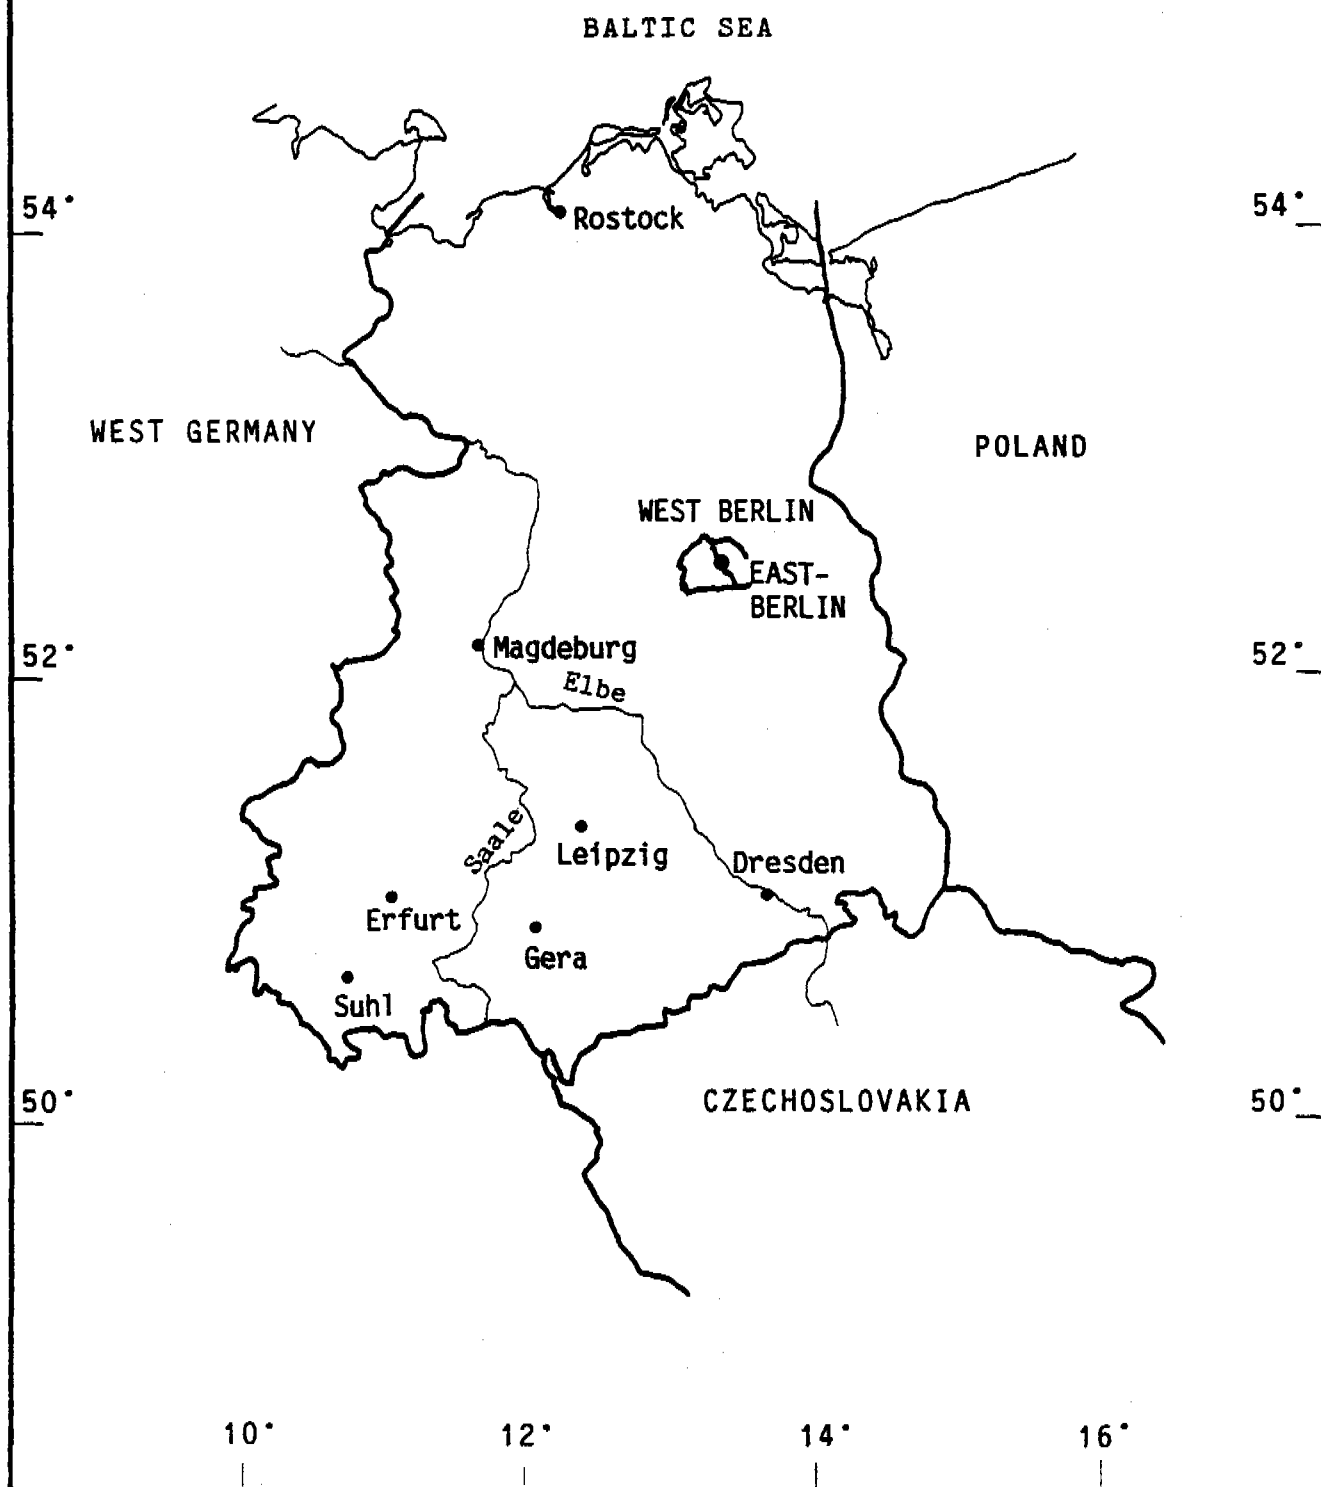 BALTIC SEA
54°
54°
Rostock
WEST GERMANY
POLAND
WEST BERLIN
EAST-
BERLIN
Magdeburg
52°
52°
Elbe
Saale
Leipzig
Dresden
Erfurt
Gera
Suhl
50°
CZECHOSLOVAKIA
50°
10°
12°
14°
16°